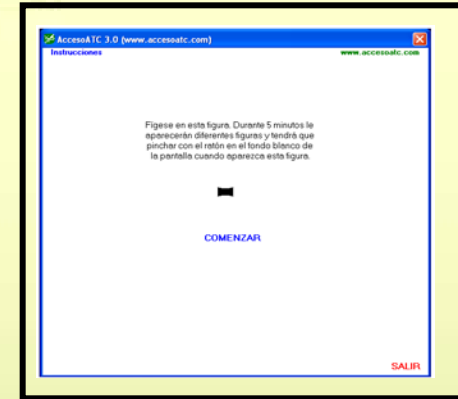 AccesoATC 3.0 (www.accesoatc.com)
Instrucciones www.accesoatc.com
Fígese en esta figura. Durante 5 minutos le
aparecerán diferentes figuras y tendrá que
pinchar con el ratón en el fondo blanco de
la pantalla cuando aparezca esta figura.
COMENZAR
SALIR